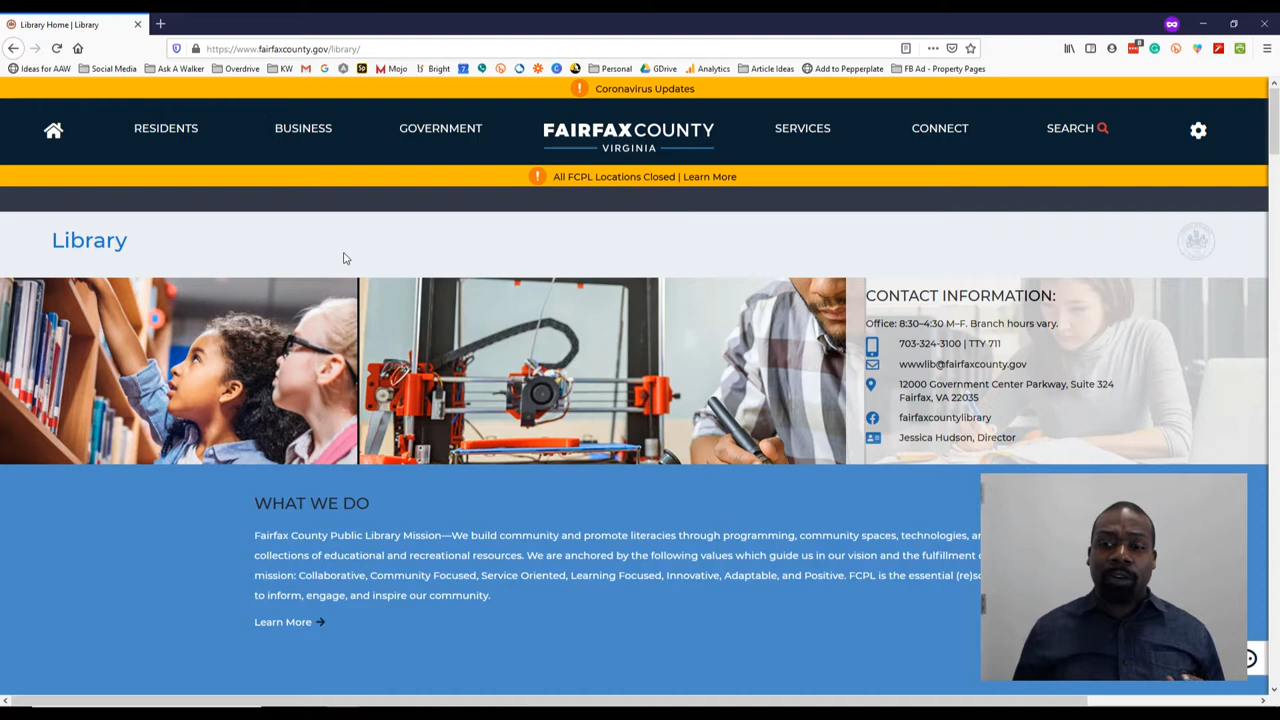 Library Home | Library
https://www.fairfaxcounty.gov/library/
Ideas for AAW Social Media Ask A Walker Overdrive KW Mojo Bright Personal GDrive Analytics Article Ideas Add to Pepperplate FB Ad - Property Pages
Coronavirus Updates
RESIDENTS BUSINESS GOVERNMENT FAIRFAXCOUNTY SERVICES CONNECT SEARCH
VIRGINIA
All FCPL Locations Closed | Learn More
Library
CONTACT INFORMATION:
Office: 8:30–4:30 M–F. Branch hours vary.
703-324-3100 | TTY 711
wwwlib@fairfaxcounty.gov
12000 Government Center Parkway, Suite 324
Fairfax, VA 22035
fairfaxcountylibrary
Jessica Hudson, Director
WHAT WE DO
Fairfax County Public Library Mission—We build community and promote literacies through programming, community spaces, technologies,
collections of educational and recreational resources. We are anchored by the following values which guide us in our vision and the fulfillment
mission: Collaborative, Community Focused, Service Oriented, Learning Focused, Innovative, Adaptable, and Positive. FCPL is the essential
to inform, engage, and inspire our community.
Learn More